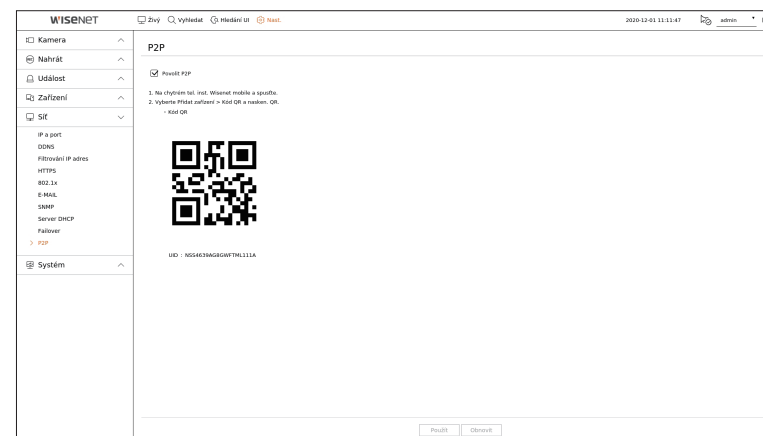 WISENET
Živý Vyhledat Hledání UI Nast.
2020-12-01 11:11:47 admin
Kamera
Nahrát
Událost
Zařízení
Síť
IP a port
DDNS
Filtrování IP adres
HTTPS
802.1x
E-MAIL
SNMP
Server DHCP
Failover
P2P
Systém
P2P
Povolit P2P
1. Na chytrém tel. inst. Wisenet mobile a spusťte.
2. Vyberte Přidat zařízení > Kód QR a nasken. QR.
- Kód QR
UID : NSS4639AG8GWFTML111A
Použít Obnovit